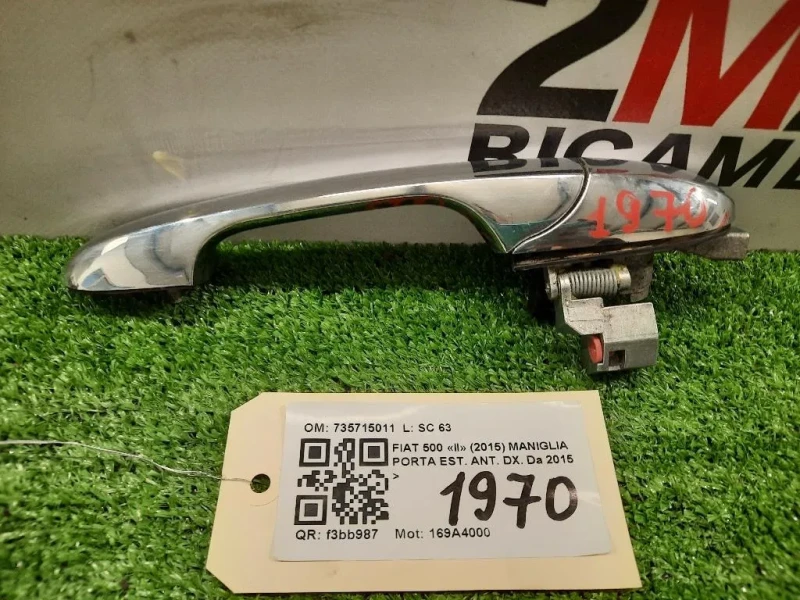 2M
RICAMB
1970
OM: 735715011 L: SC 63
FIAT 500 «II» (2015) MANIGLIA
PORTA EST. ANT. DX. Da 2015
>
1970
QR: f3bb987 Mot: 169A4000